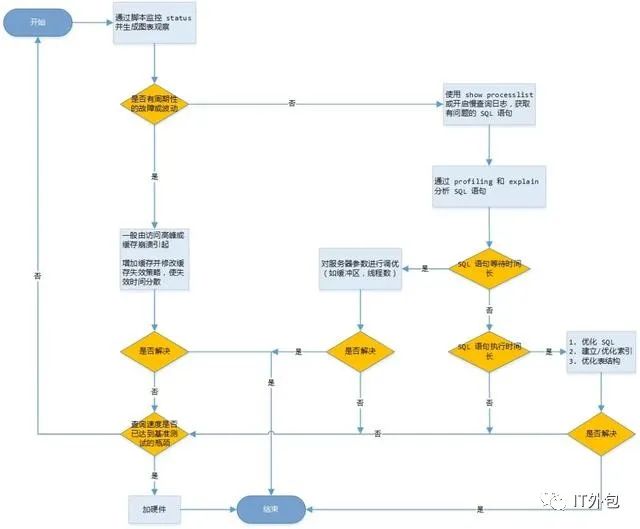 开始
通过脚本监控 status
并生成图表观察
是否有周期性
的故障或波动
否
使用 show processlist
或开启慢查询日志，获取
有问题的 SQL 语句
是
通过 profiling 和 explain
分析 SQL 语句
一般由访问高峰或
缓存崩溃引起
增加缓存并修改缓
存失效策略，使失
效时间分散
对服务器参数进行调优
（如缓冲区，线程数）
是
SQL 语句等待时间
长
否
否
是否解决
是
是
是否解决
SQL 语句执行时间
长
是
1. 优化 SQL
2. 建立/优化索引
3. 优化表结构
否
否
否
查询速度是否
已达到基准测
试的瓶颈
否
是否解决
是
加硬件
结束
是
IT外包